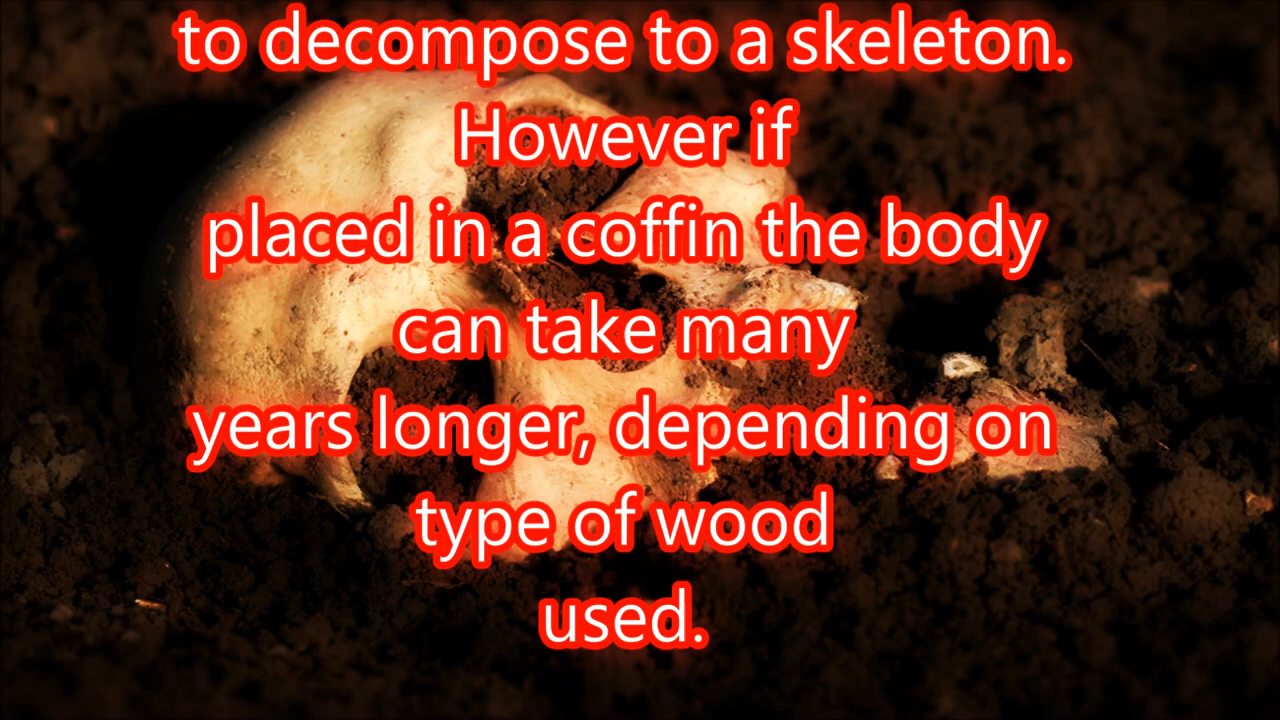 to decompose to a skeleton.
However if
placed in a coffin the body
can take many
years longer, depending on
type of wood
used.